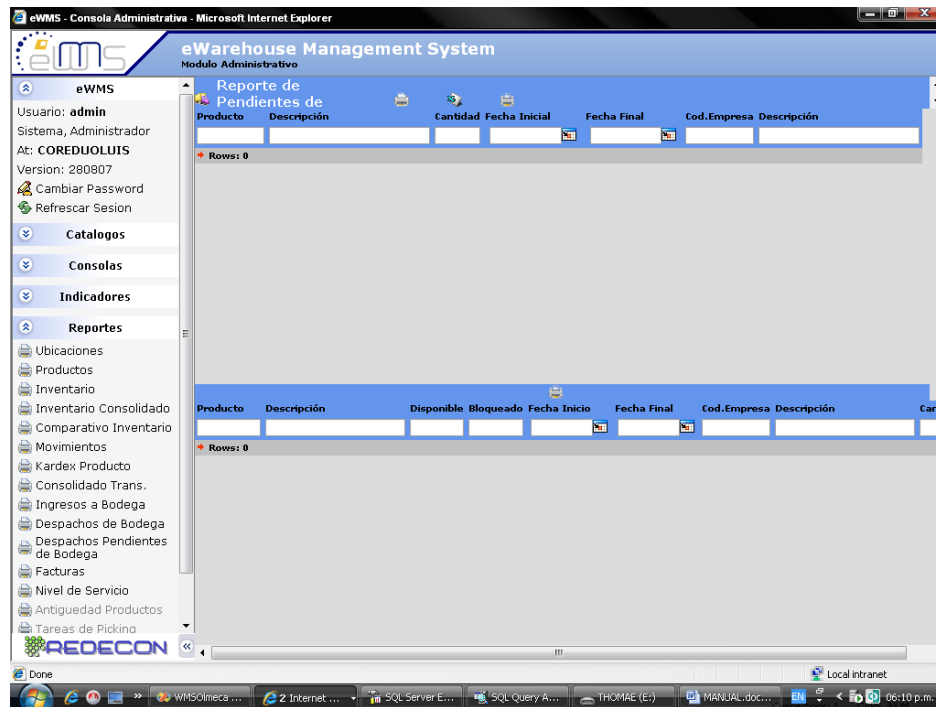 eWMS - Consola Administrativa - Microsoft Internet Explorer
eWMS
eWarehouse Management System
Modulo Administrativo
eWMS
Usuario: admin
Sistema, Administrador
At: COREDUOLUIS
Version: 280807
Cambiar Password
Refrescar Sesion
Catalogos
Consolas
Indicadores
Reportes
Ubicaciones
Productos
Inventario
Inventario Consolidado
Comparativo Inventario
Movimientos
Kardex Producto
Consolidado Trans.
Ingresos a Bodega
Despachos de Bodega
Despachos Pendientes
de Bodega
Facturas
Nivel de Servicio
Antiguedad Productos
Tareas de Picking
REDECON
Reporte de
Pendientes de
Producto Descripción Cantidad Fecha Inicial Fecha Final Cod.Empresa Descripción
Rows: 0
Producto Descripción Disponible Bloqueado Fecha Inicio Fecha Final Cod.Empresa Descripción Car
Rows: 0
Done Local intranet
WMSOlmeca ... 2 Internet ... SQL Server E... SQL Query A... THOMAE (E:) MANUAL.doc... EN 06:10 p.m.